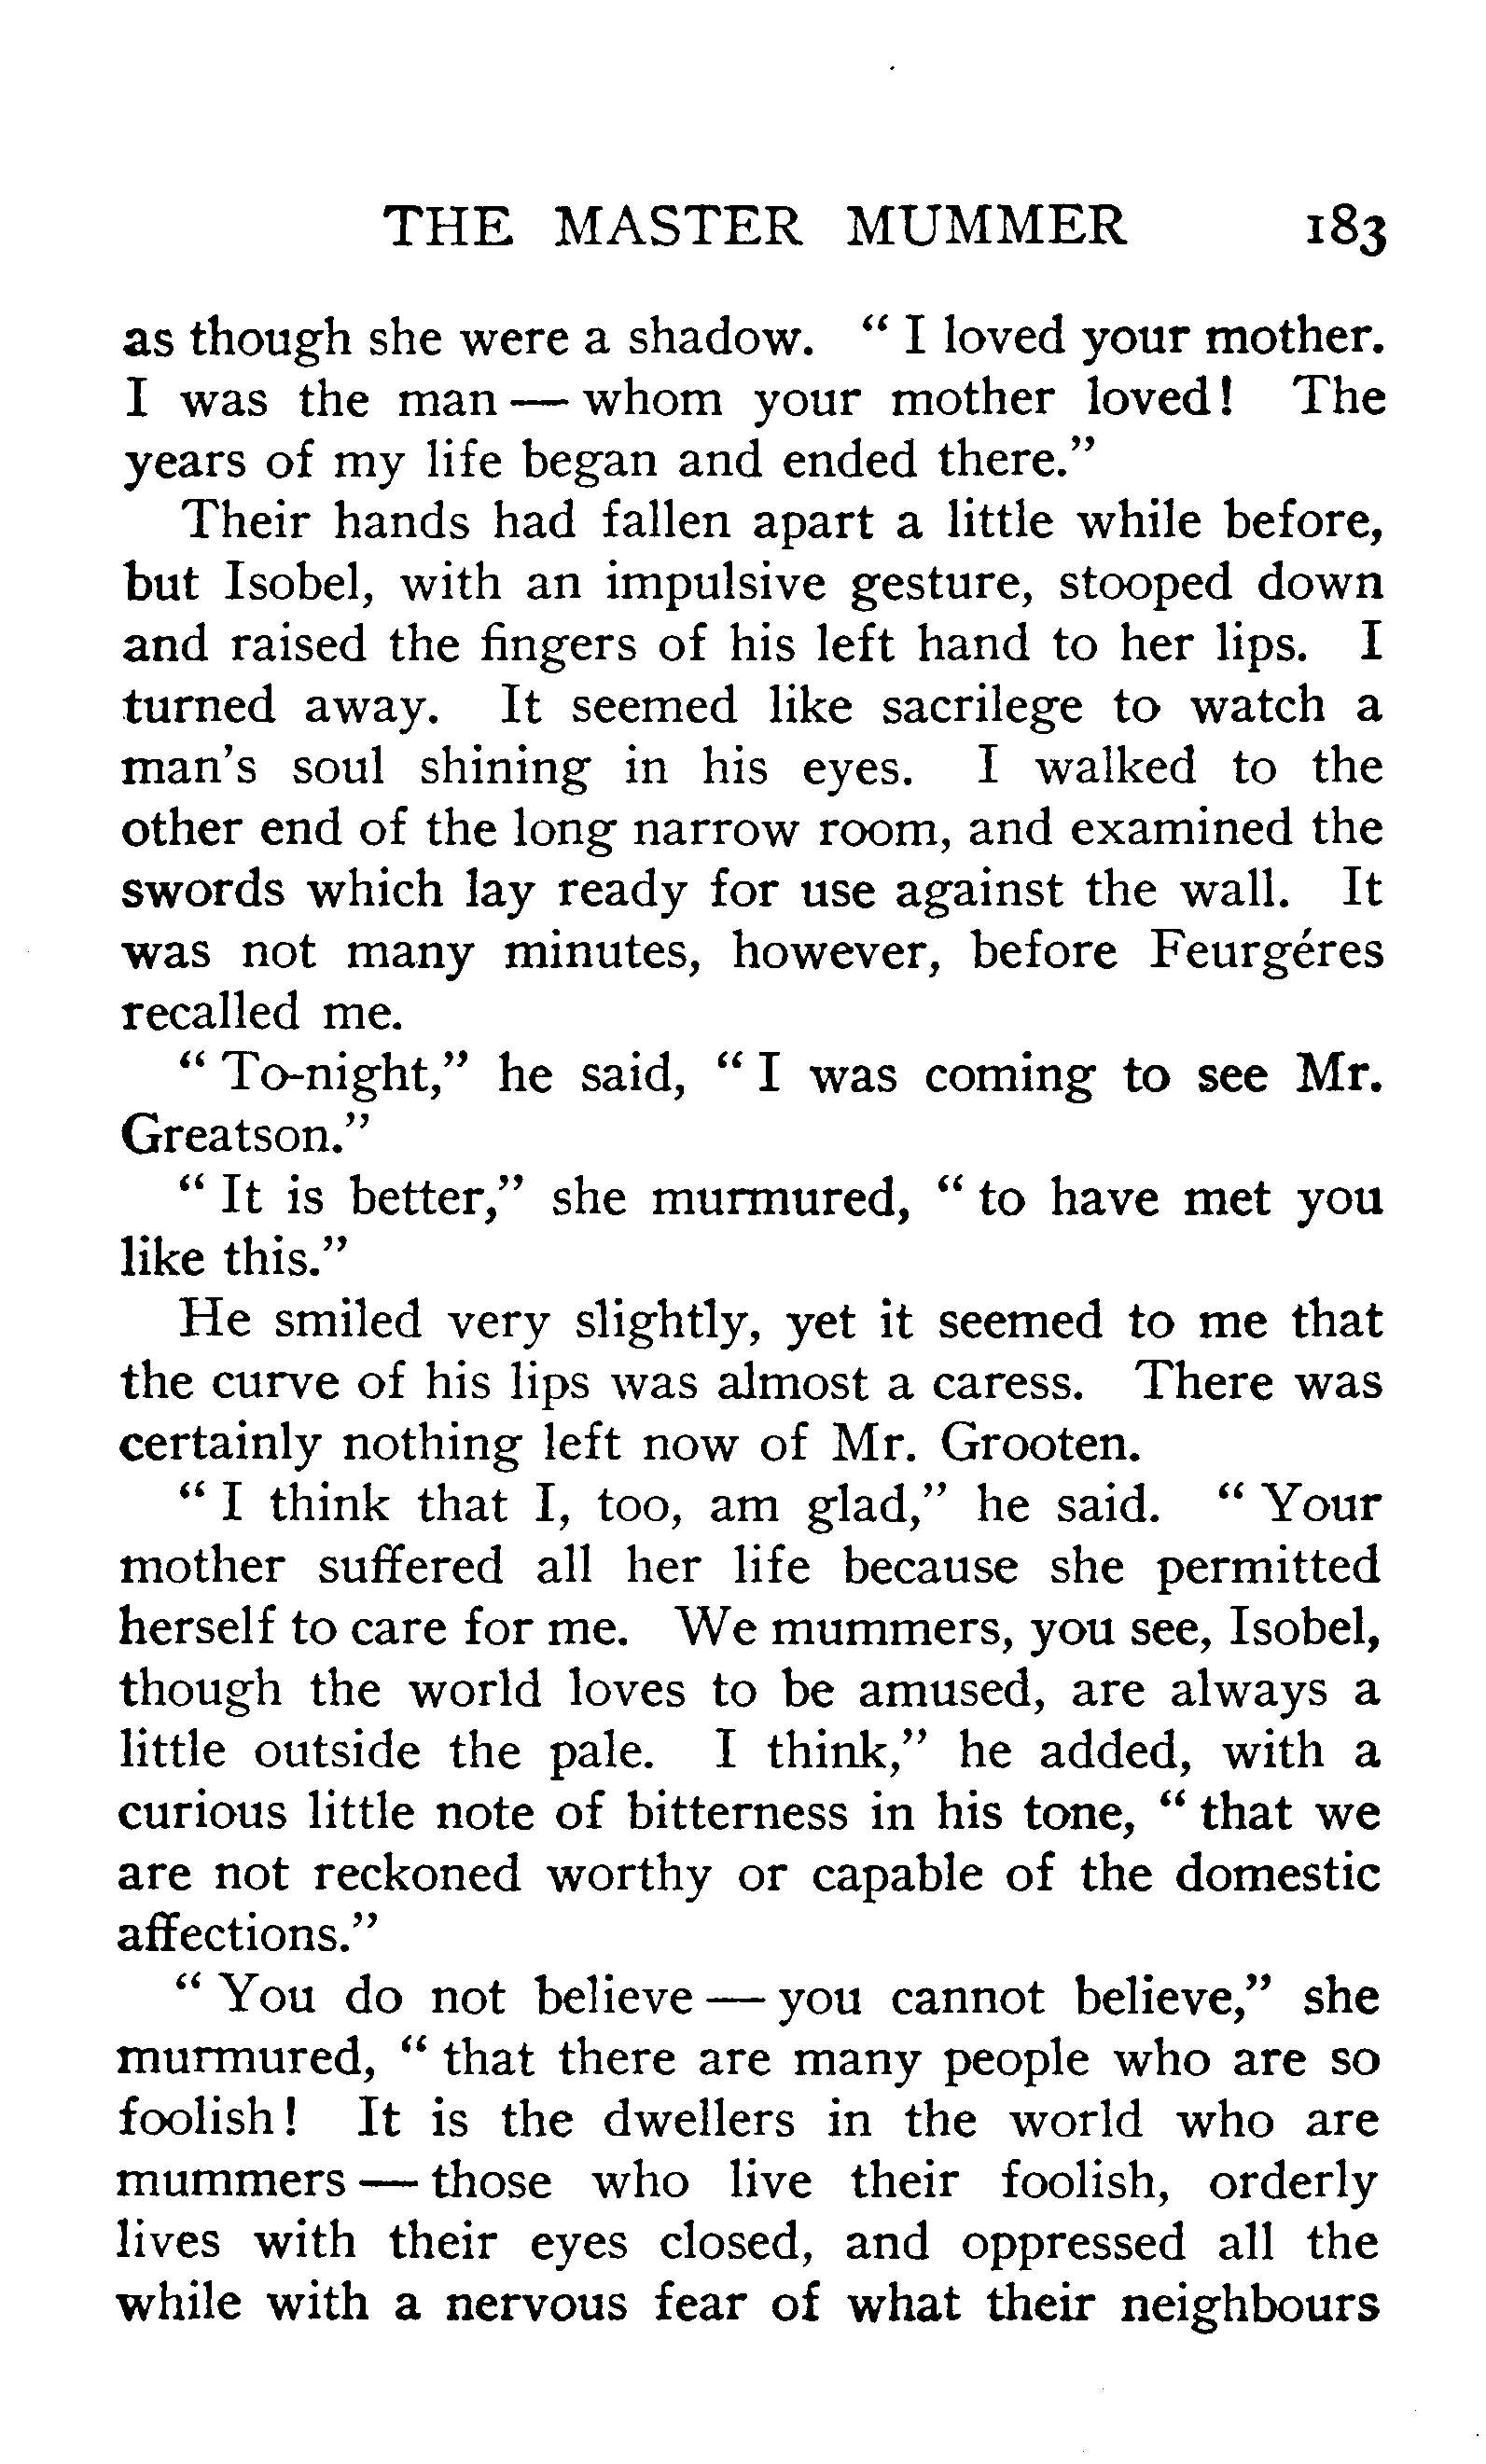 THE MASTER MUMMER 183
as though she were a shadow. “ I loved your mother.
I was the man — whom your mother loved! The
years of my life began and ended there.”
Their hands had fallen apart a little while before,
but Isobel, with an impulsive gesture, stooped down
and raised the fingers of his left hand to her lips. I
turned away. It seemed like sacrilege to watch a
man’s soul shining in his eyes. I walked to the
other end of the long narrow room, and examined the
swords which lay ready for use against the wall. It
was not many minutes, however, before Feurgéres
recalled me.
“ To-night,” he said, “ I was coming to see Mr.
Greatson.”
“ It is better,” she murmured, “ to have met you
like this.”
He smiled very slightly, yet it seemed to me that
the curve of his lips was almost a caress. There was
certainly nothing left now of Mr. Grooten.
“ I think that I, too, am glad,” he said. “ Your
mother suffered all her life because she permitted
herself to care for me. We mummers, you see, Isobel,
though the world loves to be amused, are always a
little outside the pale. I think,” he added, with a
curious little note of bitterness in his tone, “ that we
are not reckoned worthy or capable of the domestic
affections.”
“ You do not believe — you cannot believe,” she
murmured, “ that there are many people who are so
foolish! It is the dwellers in the world who are
mummers — those who live their foolish, orderly
lives with their eyes closed, and oppressed all the
while with a nervous fear of what their neighbours